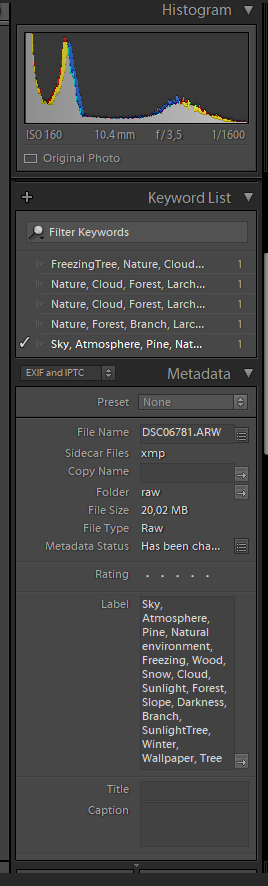 Histogram
ISO 160 10.4 mm f / 3,5 1/1600
Original Photo
Keyword List
Filter Keywords
FreezingTree, Nature, Cloud... 1
Nature, Cloud, Forest, Larch... 1
Nature, Cloud, Forest, Larch... 1
Nature, Forest, Branch, Larc... 1
Sky, Atmosphere, Pine, Nat... 1
EXIF and IPTC Metadata
Preset None
File Name DSC06781.ARW
Sidecar Files xmp
Copy Name
Folder raw
File Size 20,02 MB
File Type Raw
Metadata Status Has been cha...
Rating
Label Sky,
Atmosphere,
Pine, Natural
environment,
Freezing, Wood,
Snow, Cloud,
Sunlight, Forest,
Slope, Darkness,
Branch,
SunlightTree,
Winter,
Wallpaper, Tree
Title
Caption